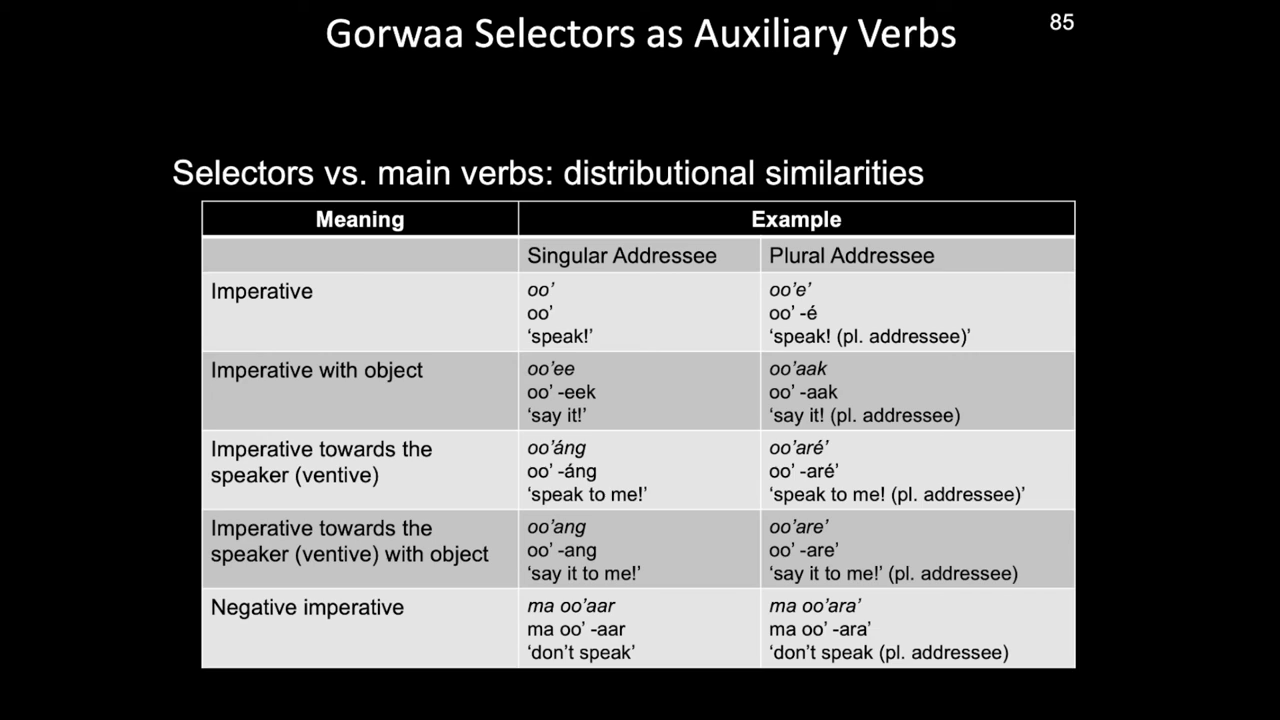 Gorwaa Selectors as Auxiliary Verbs
85
Selectors vs. main verbs: distributional similarities
Meaning
Example
Singular Addressee
Plural Addressee
Imperative
oo’
oo’
‘speak!’
oo’e’
oo’ -é
‘speak! (pl. addressee)’
Imperative with object
oo’ee
oo’ -eek
‘say it!’
oo’aak
oo’ -aak
‘say it! (pl. addressee)
Imperative towards the
speaker (ventive)
oo’áng
oo’ -áng
‘speak to me!’
oo’aré’
oo’ -aré’
‘speak to me! (pl. addressee)’
Imperative towards the
speaker (ventive) with object
oo’ang
oo’ -ang
‘say it to me!’
oo’are’
oo’ -are’
‘say it to me!’ (pl. addressee)
Negative imperative
ma oo’aar
ma oo’ -aar
‘don’t speak’
ma oo’ara’
ma oo’ -ara’
‘don’t speak (pl. addressee)